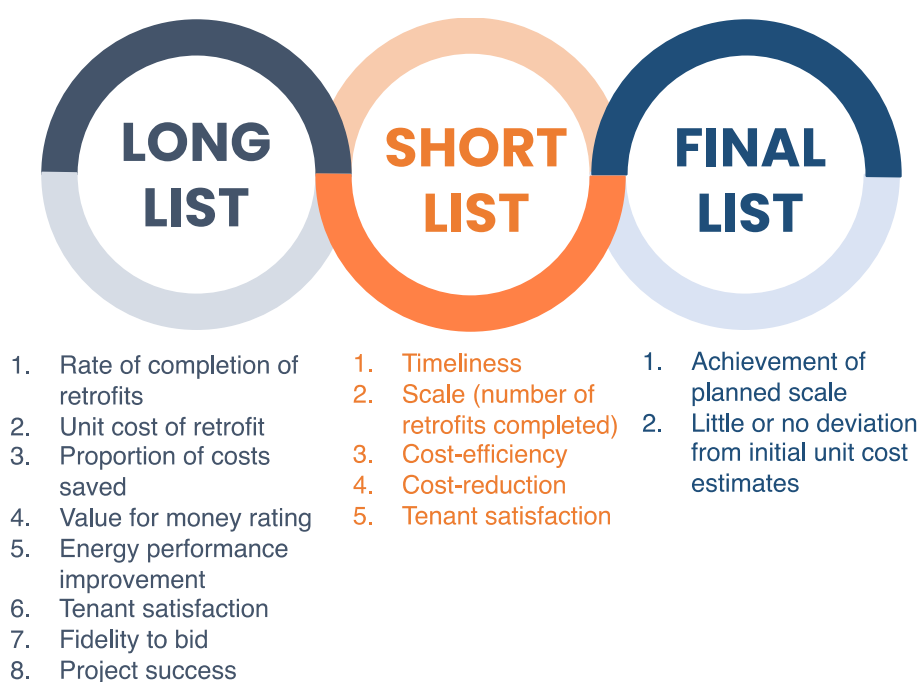 LONG
LIST
SHORT
LIST
FINAL
LIST
1. Rate of completion of
retrofits
2. Unit cost of retrofit
3. Proportion of costs
saved
4. Value for money rating
5. Energy performance
improvement
6. Tenant satisfaction
7. Fidelity to bid
8. Project success
1. Timeliness
2. Scale (number of
retrofits completed)
3. Cost-efficiency
4. Cost-reduction
5. Tenant satisfaction
1. Achievement of
planned scale
2. Little or no deviation
from initial unit cost
estimates